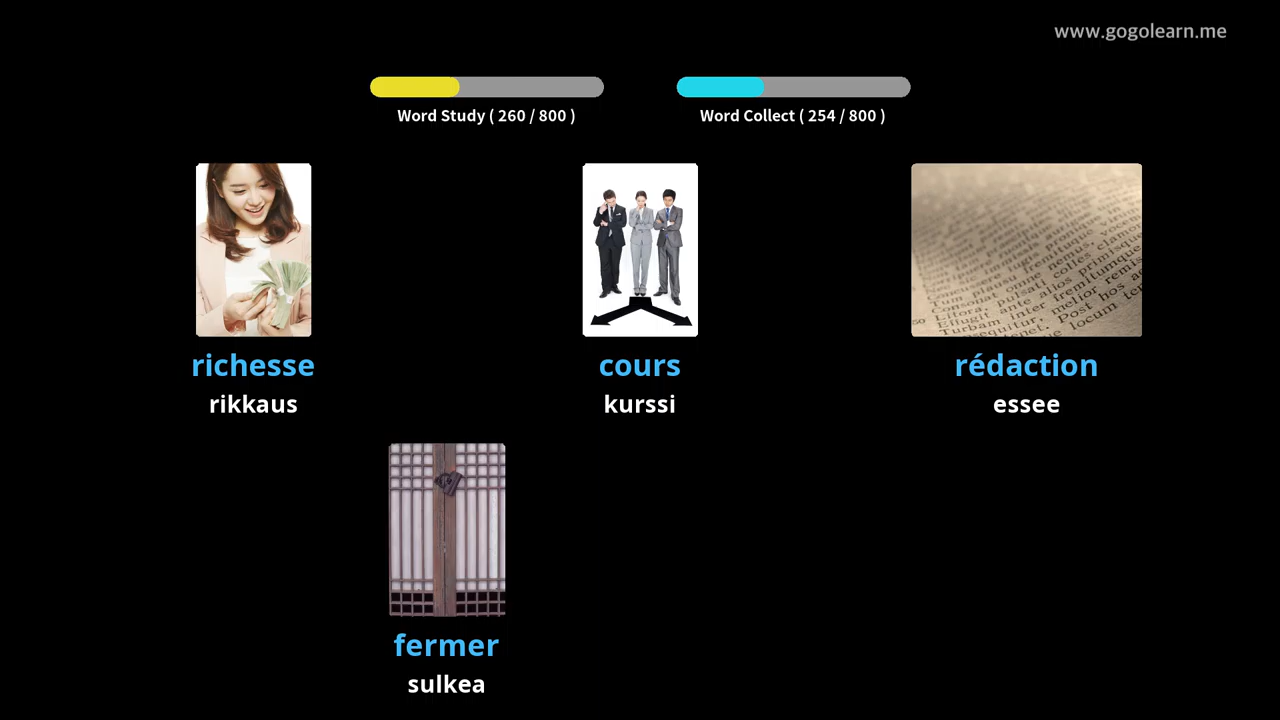 www.gogolearn.me
Word Study ( 260 / 800 )
Word Collect ( 254 / 800 )
richesse
rikkaus
cours
kurssi
rédaction
essee
fermer
sulkea